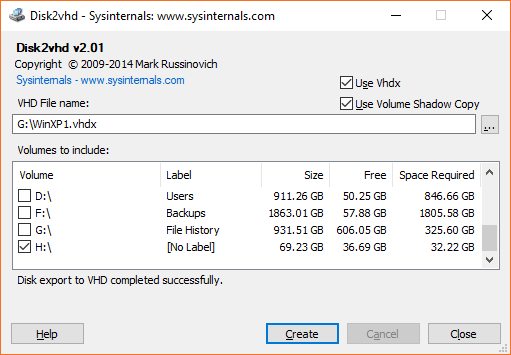 Disk2vhd - Sysinternals: www.sysinternals.com
Disk2vhd v2.01
Copyright © 2009-2014 Mark Russinovich
Sysinternals - www.sysinternals.com
Use Vhdx
VHD File name:
Use Volume Shadow Copy
G:\WinXP1.vhdx
...
Volumes to include:
Volume Label Size Free Space Required
D:\ Users 911.26 GB 50.25 GB 846.66 GB
F:\ Backups 1863.01 GB 57.88 GB 1805.58 GB
G:\ File History 931.51 GB 606.05 GB 325.60 GB
H:\ [No Label] 69.23 GB 36.69 GB 32.22 GB
Disk export to VHD completed successfully.
Help Create Cancel Close